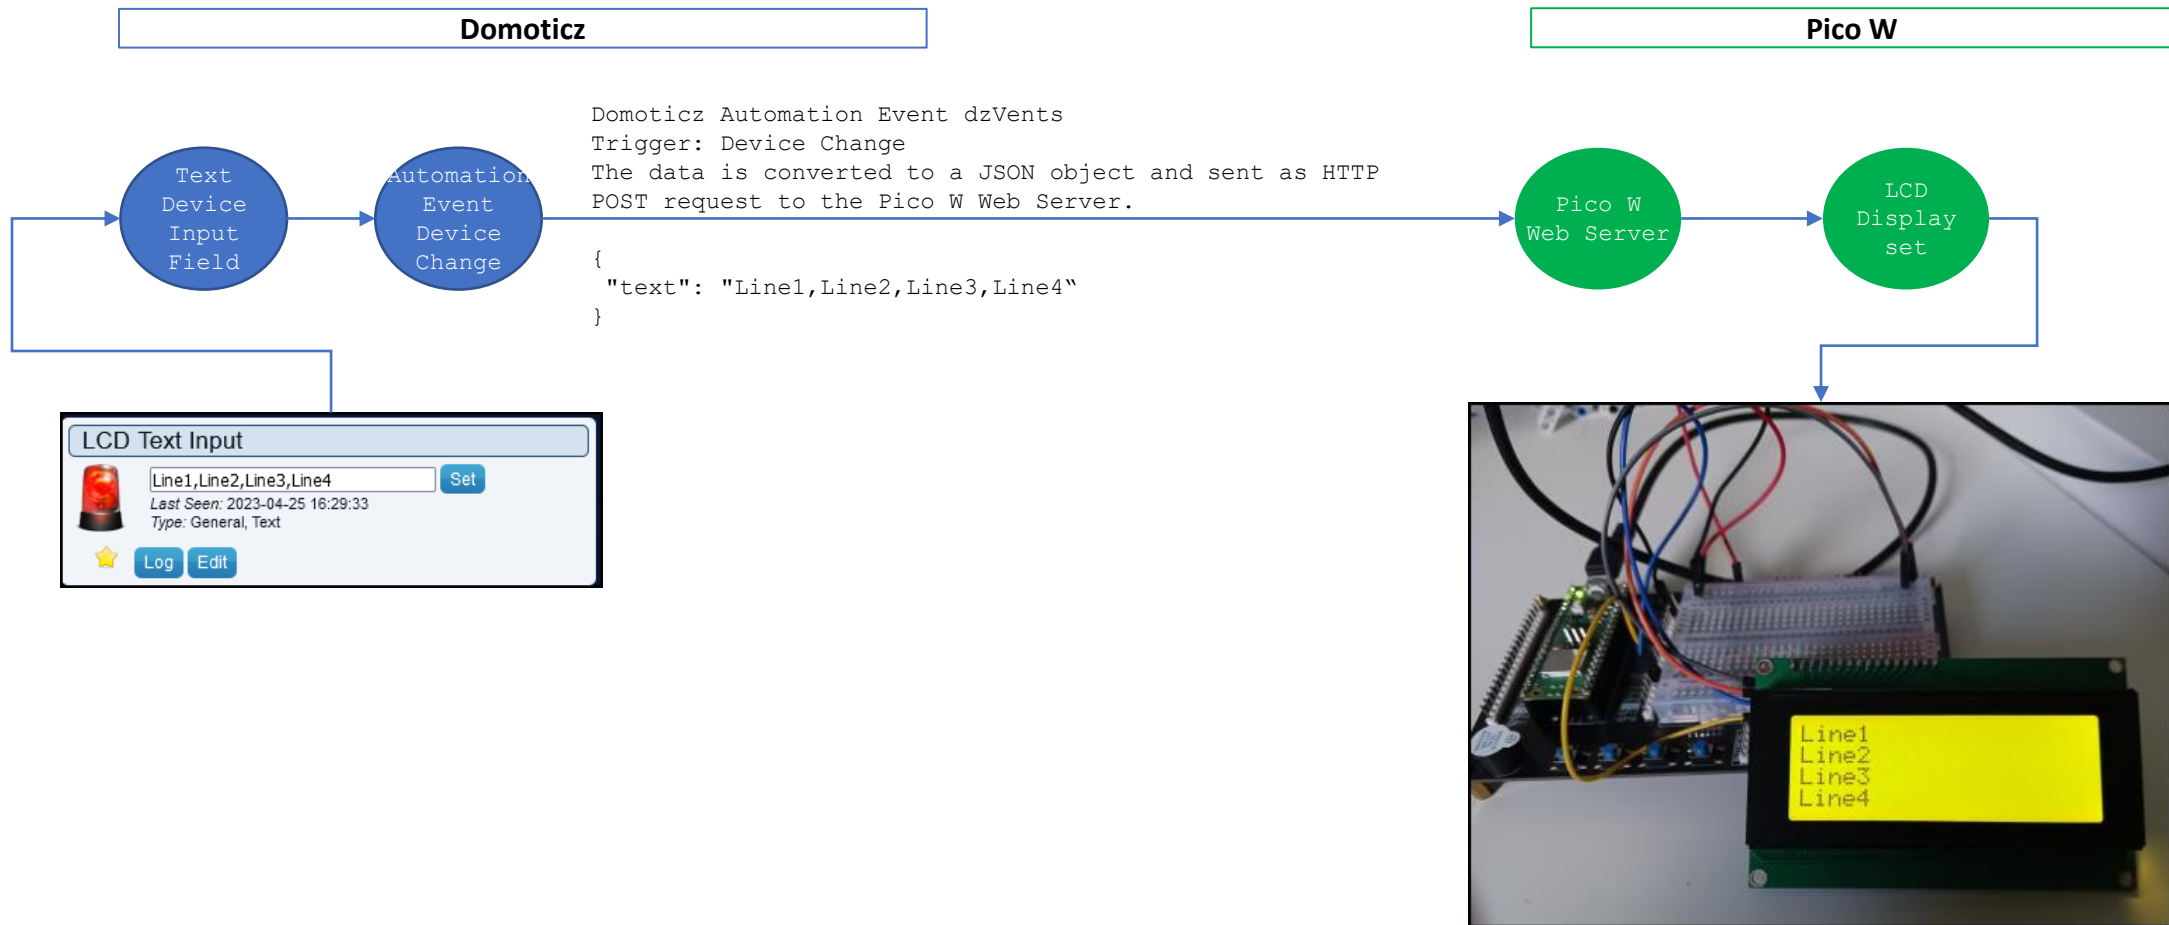 Domoticz
Pico W
Domoticz Automation Event dzVents
Trigger: Device Change
The data is converted to a JSON object and sent as HTTP
POST request to the Pico W Web Server.
{
"text": "Line1,Line2,Line3,Line4“
}
Text
Device
Input
Field
Automation
Event
Device
Change
Pico W
Web Server
LCD
Display
set
LCD Text Input
Line1,Line2,Line3,Line4
Set
Last Seen: 2023-04-25 16:29:33
Type: General, Text
Log
Edit
Line1
Line2
Line3
Line4